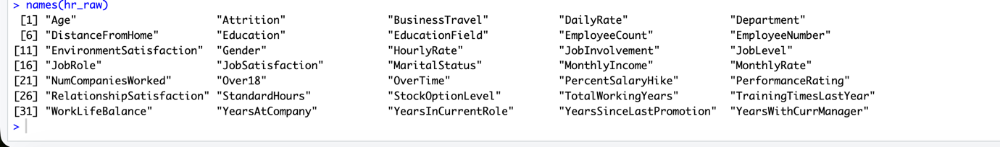 > names(hr_raw)
[1] "Age" "Attrition" "BusinessTravel" "DailyRate" "Department"
[6] "DistanceFromHome" "Education" "EducationField" "EmployeeCount" "EmployeeNumber"
[11] "EnvironmentSatisfaction" "Gender" "HourlyRate" "JobInvolvement" "JobLevel"
[16] "JobRole" "JobSatisfaction" "MaritalStatus" "MonthlyIncome" "MonthlyRate"
[21] "NumCompaniesWorked" "Over18" "OverTime" "PercentSalaryHike" "PerformanceRating"
[26] "RelationshipSatisfaction" "StandardHours" "StockOptionLevel" "TotalWorkingYears" "TrainingTimesLastYear"
[31] "WorkLifeBalance" "YearsAtCompany" "YearsInCurrentRole" "YearsSinceLastPromotion" "YearsWithCurrManager"
>